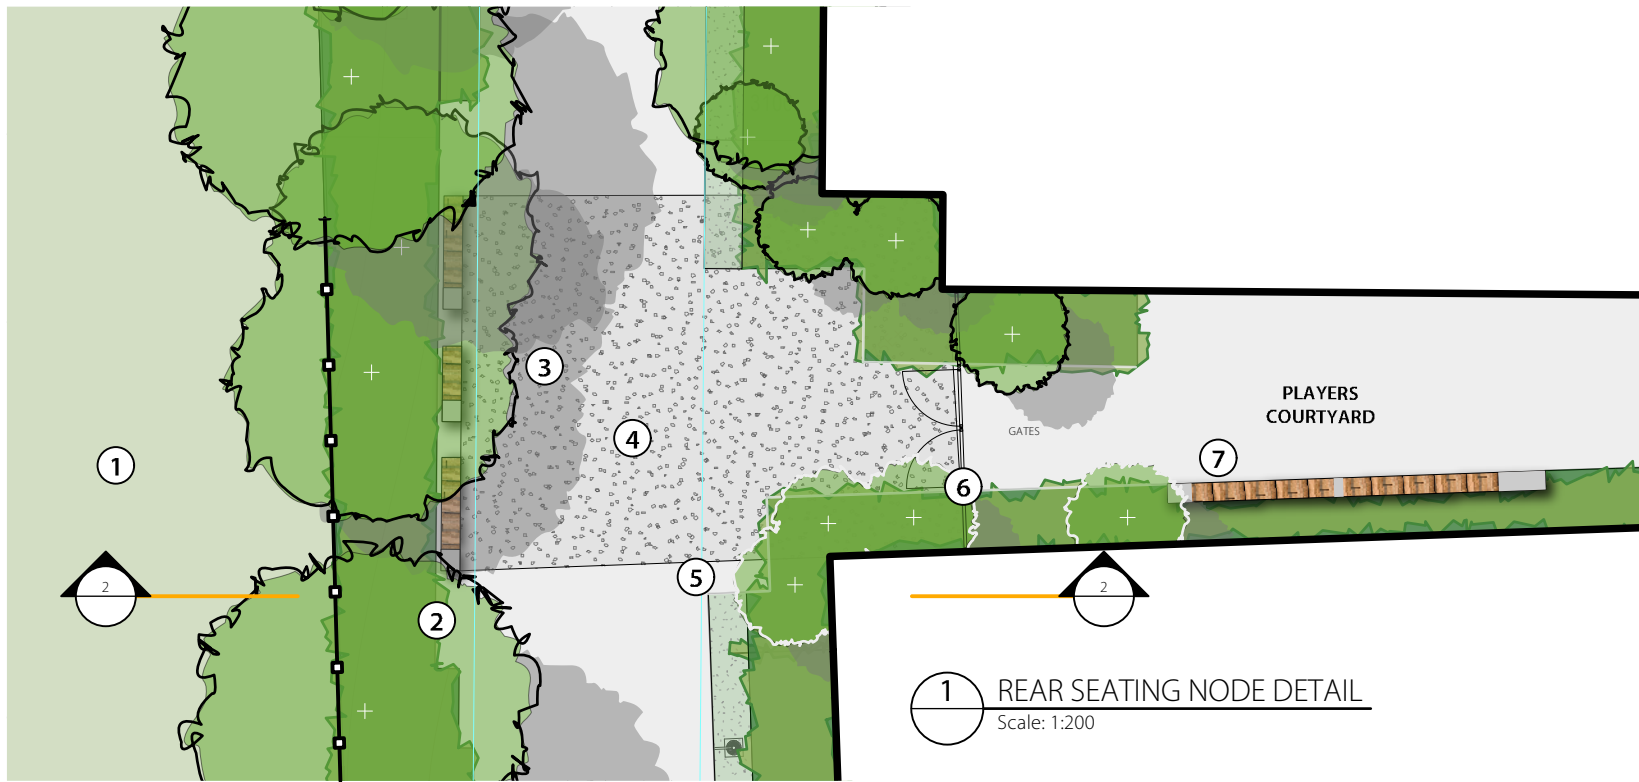 3
PLAYERS
COURTYARD
4
GATES
1
7
6
5
2
2
2
1
REAR SEATING NODE DETAIL
Scale: 1:200